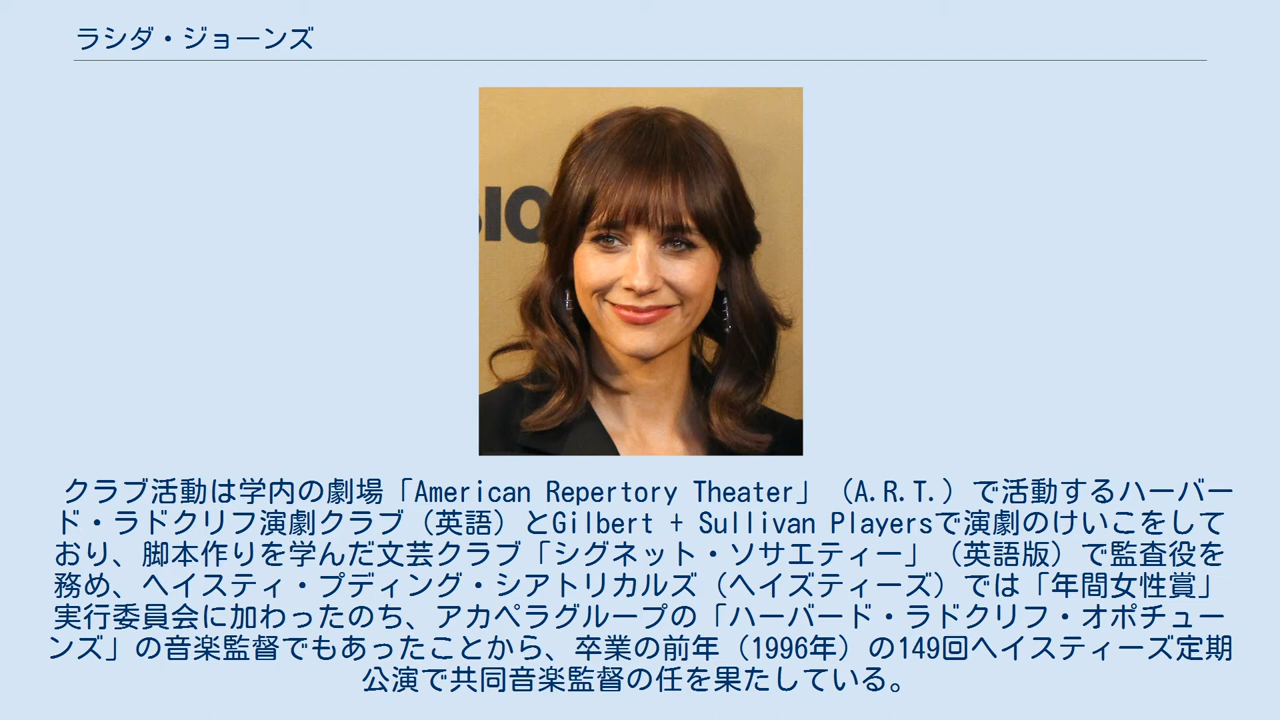 ラシダ・ジョーンズ
SIO
クラブ活動は学内の劇場「American Repertory Theater」（A.R.T.）で活動するハーバー
ド・ラドクリフ演劇クラブ（英語）とGilbert + Sullivan Playersで演劇のけいこをして
おり、脚本作りを学んだ文芸クラブ「シグネット・ソサエティー」（英語版）で監査役を
務め、ヘイスティ・プディング・シアトリカルズ（ヘイズティーズ）では「年間女性賞」
実行委員会に加わったのち、アカペラグループの「ハーバード・ラドクリフ・オポチュー
ンズ」の音楽監督でもあったことから、卒業の前年（1996年）の149回ヘイスティーズ定期
公演で共同音楽監督の任を果たしている。